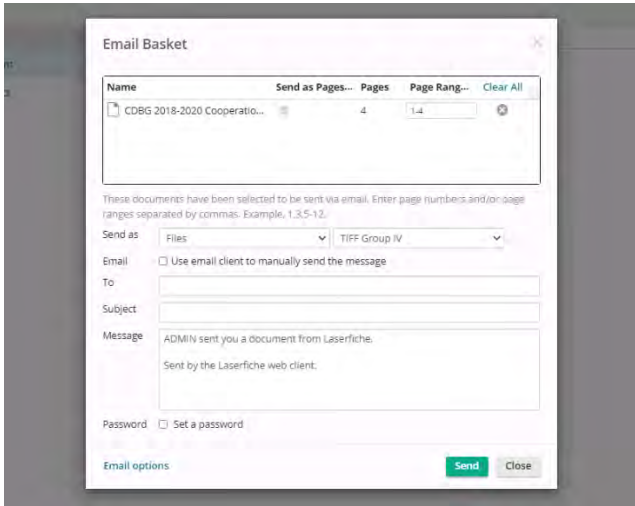 Email Basket
Name Send as Pages... Pages Page Rang... Clear All
CDBG 2018-2020 Cooperatio... 4 1-4
These documents have been selected to be sent via email. Enter page numbers and/or page
ranges separated by commas. Example, 1,3,5-12.
Send as Files TIFF Group IV
Email Use email client to manually send the message
To
Subject
Message ADMIN sent you a document from Laserfiche.
Sent by the Laserfiche web client.
Password Set a password
Email options Send Close